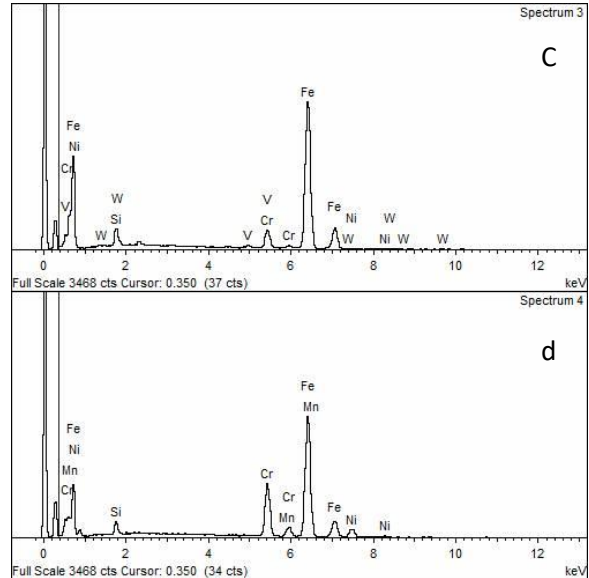 Spectrum 3
C
Fe
Fe
Ni
Cr
W
V
V
Ni
W
V
W
Si
V
Cr
Cr
Fe
W
Ni
W
W
0 2 4 6 8 10 12
Full Scale 3468 cts Cursor: 0.350 (37 cts) keV
Spectrum 4
d
Fe
Fe
Mn
Ni
Mn
Cr
Cr
Cr
Si
Mn
Fe
Ni
Ni
0 2 4 6 8 10 12
Full Scale 3468 cts Cursor: 0.350 (34 cts) keV